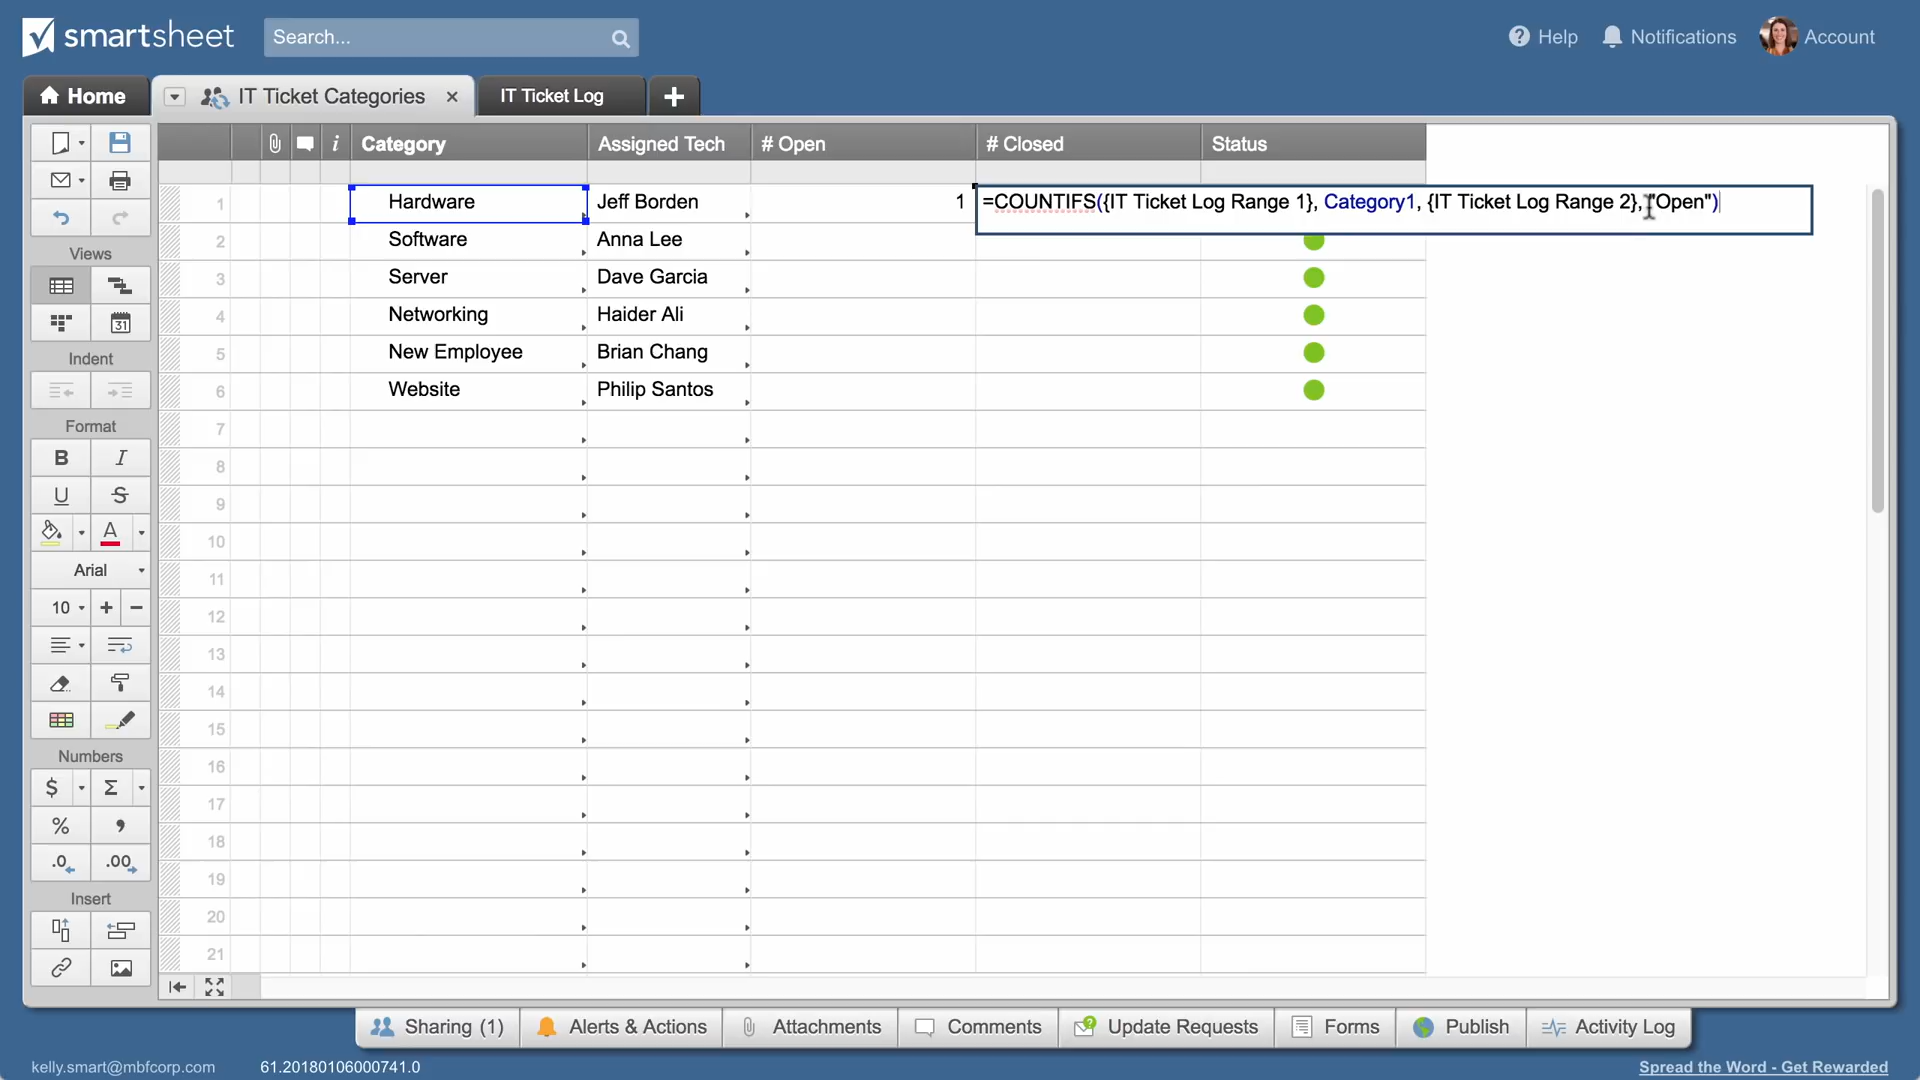 smartsheet
Search...
Help
Notifications
Account
Home
IT Ticket Categories
IT Ticket Log
Category
Assigned Tech
# Open
# Closed
Status
1 Hardware Jeff Borden 1 =COUNTIFS({IT Ticket Log Range 1}, Category1, {IT Ticket Log Range 2}, "Open")
2 Software Anna Lee
3 Server Dave Garcia
4 Networking Haider Ali
5 New Employee Brian Chang
6 Website Philip Santos
7
8
9
10
11
12
13
14
15
16
17
18
19
20
21
Views
31
Indent
Format
B I
U S
A
Arial
10 + −
Numbers
$ Σ
% ,
.0 .00
Insert
Sharing (1)
Alerts & Actions
Attachments
Comments
Update Requests
Forms
Publish
Activity Log
kelly.smart@mbfcorp.com
61.20180106000741.0
Spread the Word - Get Rewarded